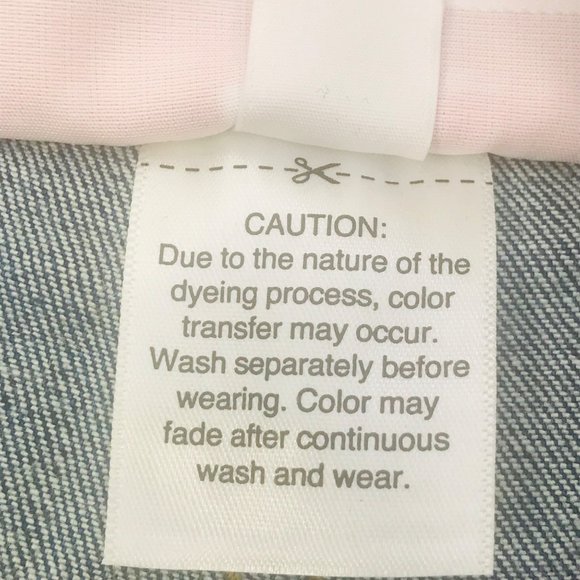 CAUTION:
Due to the nature of the
dyeing process, color
transfer may occur.
Wash separately before
wearing. Color may
fade after continuous
wash and wear.